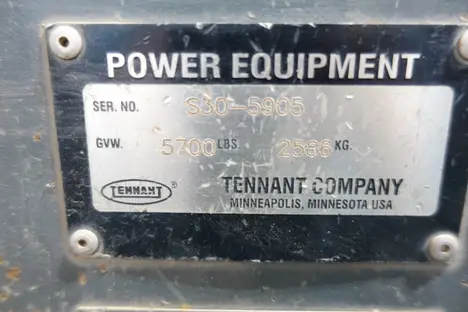 POWER EQUIPMENT
SER. NO. S30-5905
GVW. 5700 LBS 2586 KG.
TENNANT ® TENNANT COMPANY
MINNEAPOLIS, MINNESOTA USA